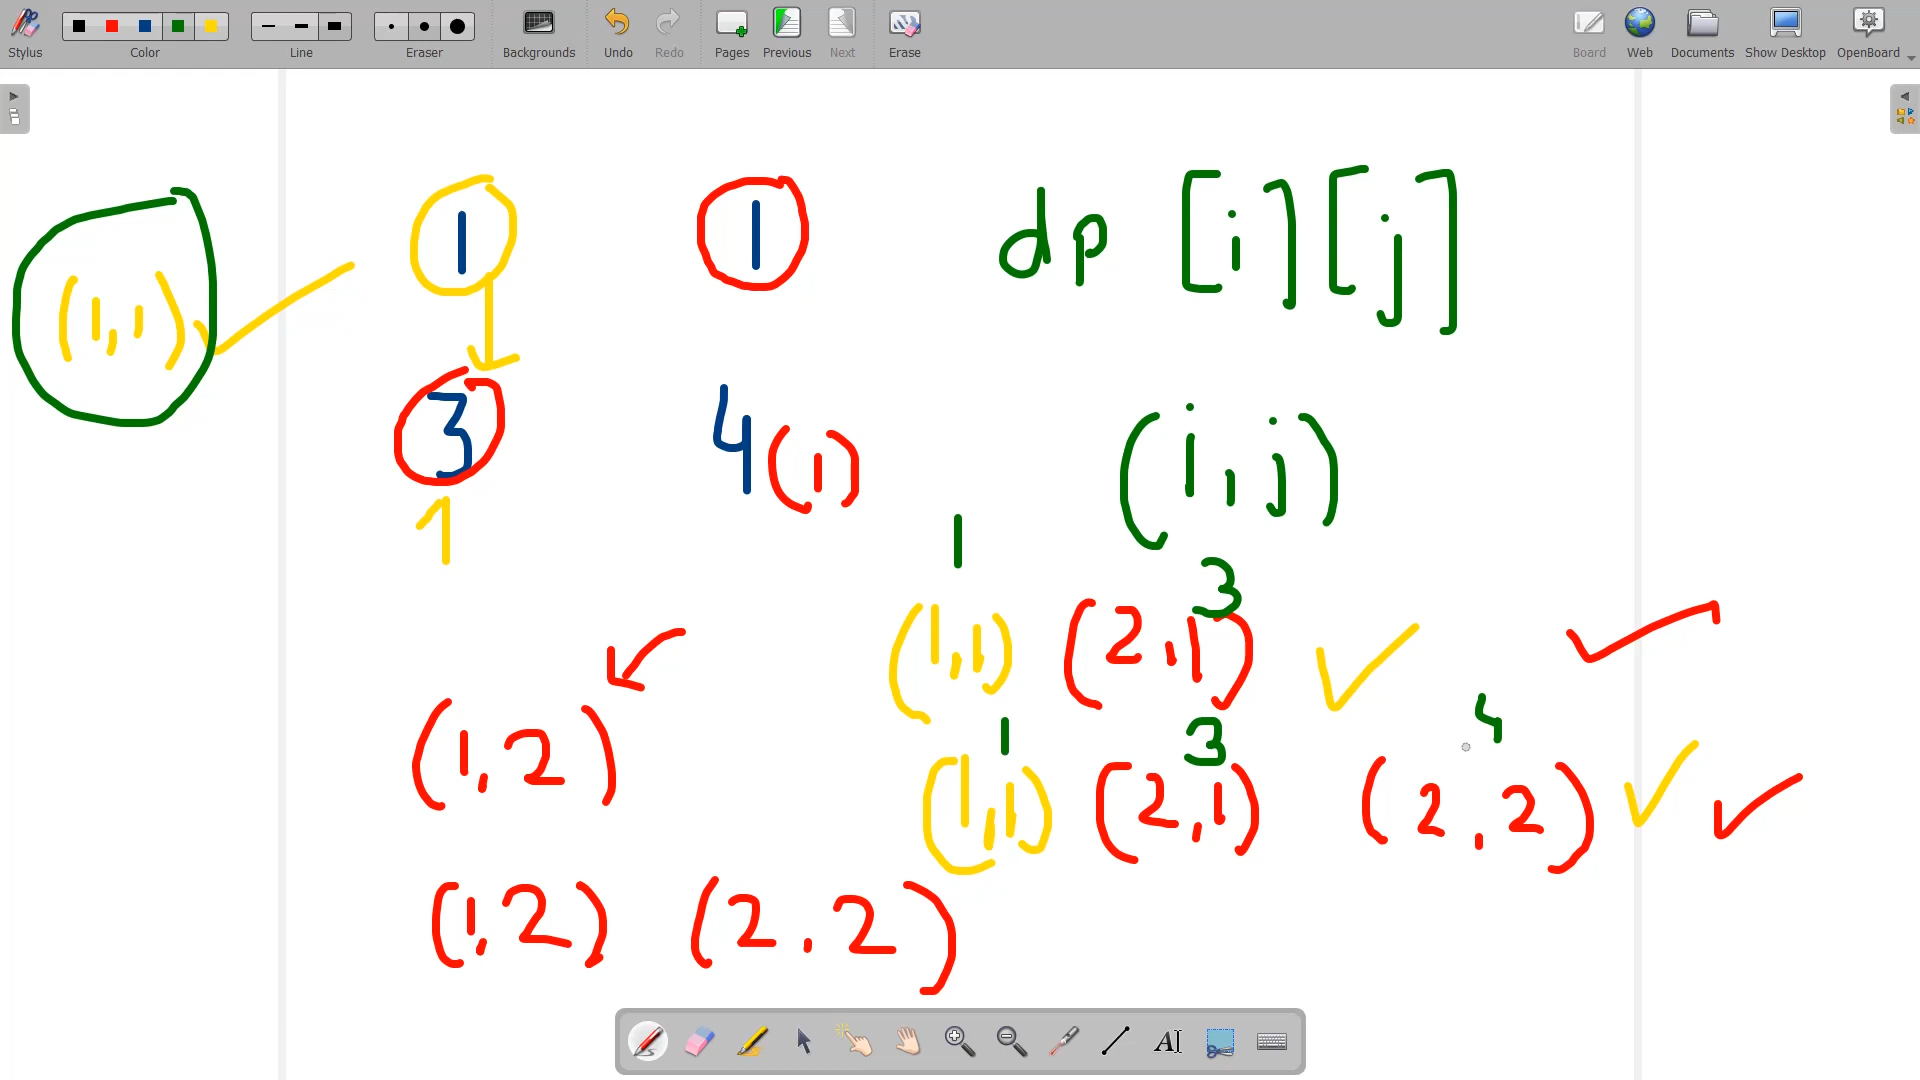 Stylus Color Line Eraser Backgrounds Undo Redo Pages Previous Next Erase Board Web Documents Show Desktop OpenBoard
1 1 dp [i][j]
(1,1)
3 4 (1) (i,j)
1
1 3
(1,1) (2,1)
1 3 4
(1,2) (1,1) (2,1) (2,2)
(1,2) (2,2)